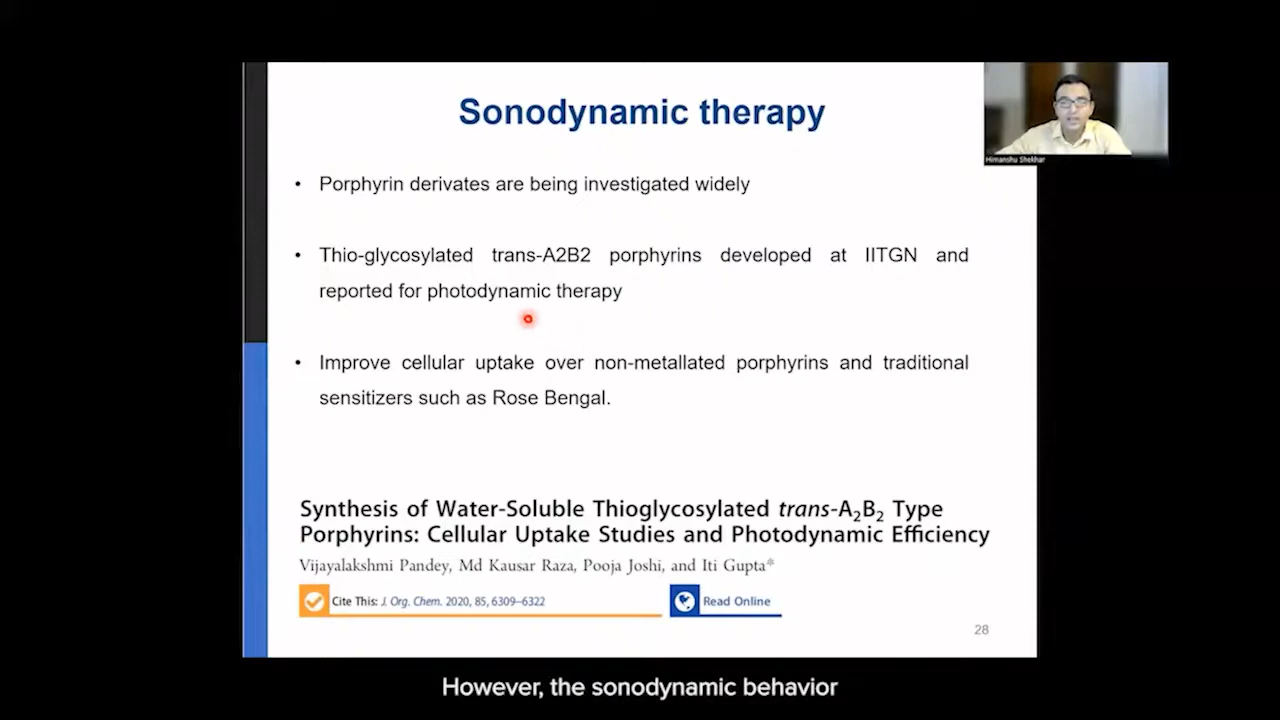 Sonodynamic therapy
Himanshu Shekhar
• Porphyrin derivates are being investigated widely
• Thio-glycosylated trans-A2B2 porphyrins developed at IITGN and
reported for photodynamic therapy
• Improve cellular uptake over non-metallated porphyrins and traditional
sensitizers such as Rose Bengal.
Synthesis of Water-Soluble Thioglycosylated trans-A₂B₂ Type
Porphyrins: Cellular Uptake Studies and Photodynamic Efficiency
Vijayalakshmi Pandey, Md Kausar Raza, Pooja Joshi, and Iti Gupta*
Cite This: J. Org. Chem. 2020, 85, 6309–6322
Read Online
28
However, the sonodynamic behavior